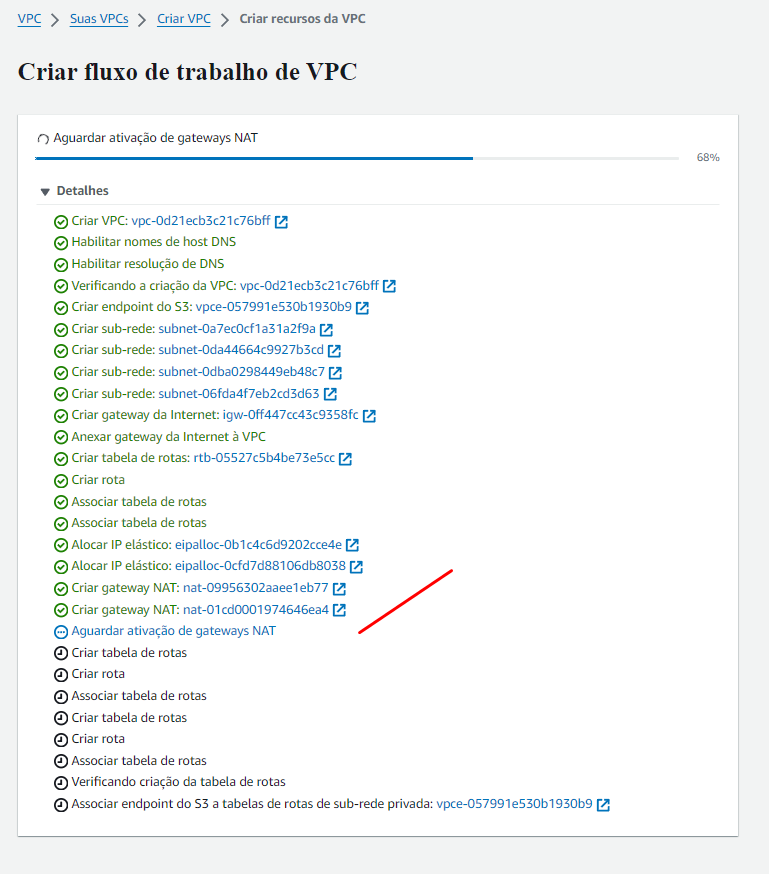 VPC > Suas VPCs > Criar VPC > Criar recursos da VPC
Criar fluxo de trabalho de VPC
Aguardar ativação de gateways NAT
68%
Detalhes
Criar VPC: vpc-0d21ecb3c21c76bff
Habilitar nomes de host DNS
Habilitar resolução de DNS
Verificando a criação da VPC: vpc-0d21ecb3c21c76bff
Criar endpoint do S3: vpce-057991e530b1930b9
Criar sub-rede: subnet-0a7ec0cf1a31a2f9a
Criar sub-rede: subnet-0da44664c9927b3cd
Criar sub-rede: subnet-0dba0298449eb48c7
Criar sub-rede: subnet-06fda4f7eb2cd3d63
Criar gateway da Internet: igw-0ff447cc43c9358fc
Anexar gateway da Internet à VPC
Criar tabela de rotas: rtb-05527c5b4be73e5cc
Criar rota
Associar tabela de rotas
Associar tabela de rotas
Alocar IP elástico: eipalloc-0b1c4c6d9202cce4e
Alocar IP elástico: eipalloc-0cfd7d88106db8038
Criar gateway NAT: nat-09956302aaee1eb77
Criar gateway NAT: nat-01cd0001974646ea4
Aguardar ativação de gateways NAT
Criar tabela de rotas
Criar rota
Associar tabela de rotas
Criar tabela de rotas
Criar rota
Associar tabela de rotas
Verificando criação da tabela de rotas
Associar endpoint do S3 a tabelas de rotas de sub-rede privada: vpce-057991e530b1930b9